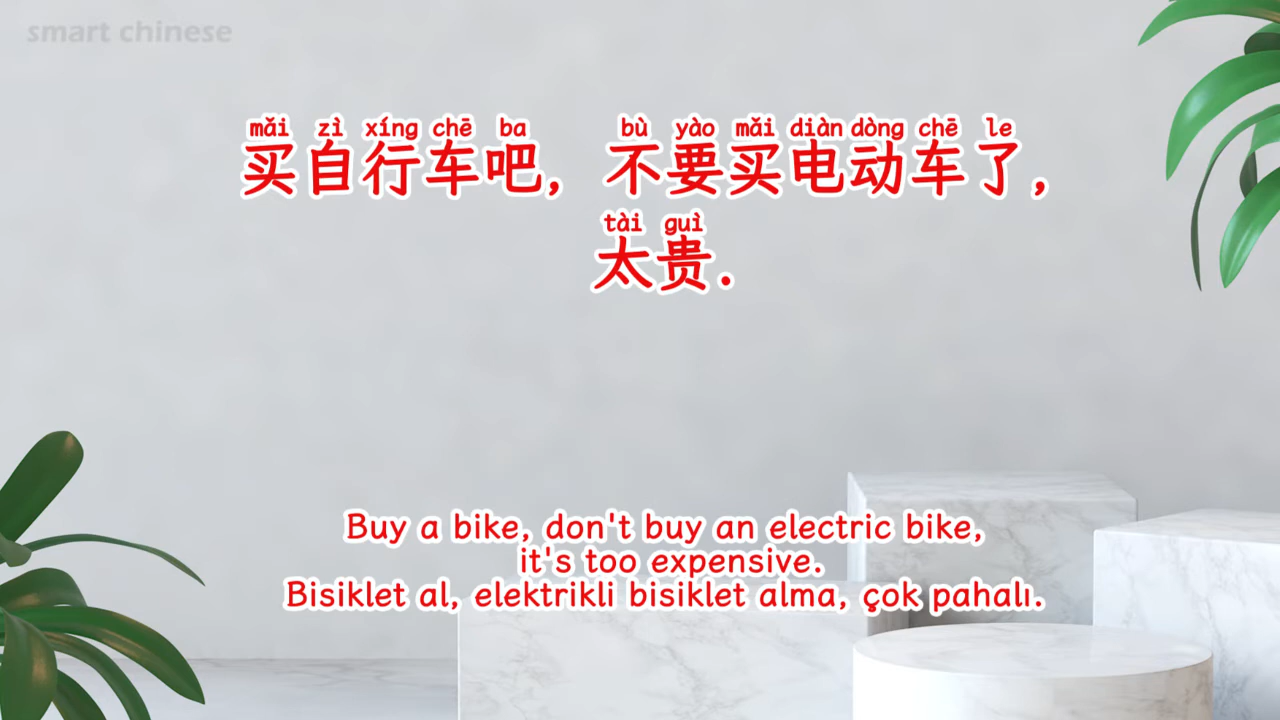 smart chinese
mǎi zì xíng chē ba bù yào mǎi diàn dòng chē le
买自行车吧, 不要买电动车了,
tài guì
太贵.
Buy a bike, don't buy an electric bike,
it's too expensive.
Bisiklet al, elektrikli bisiklet alma, çok pahalı.